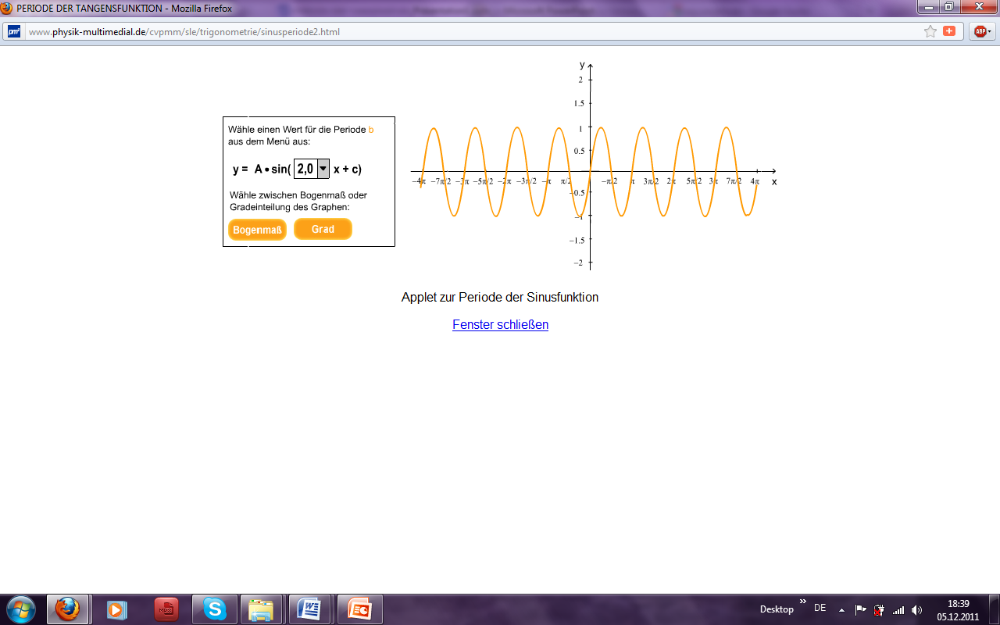 PERIODE DER TANGENSFUNKTION - Mozilla Firefox
pmf
www.physik-multimedial.de/cvpmm/sle/trigonometrie/sinusperiode2.html
ABP
Wähle einen Wert für die Periode b
aus dem Menü aus:
y = A • sin( 2,0 x + c)
Wähle zwischen Bogenmaß oder
Gradeinteilung des Graphen:
Bogenmaß Grad
y
2
1.5
1
0.5
−4π −7π/2 −3π −5π/2 −2π −3π/2 −π π/2 −π/2 π 3π/2 2π 5π/2 3π 7π/2 4π
x
−0.5
−1
−1.5
−2
Applet zur Periode der Sinusfunktion
Fenster schließen
Desktop » DE 18:39
05.12.2011